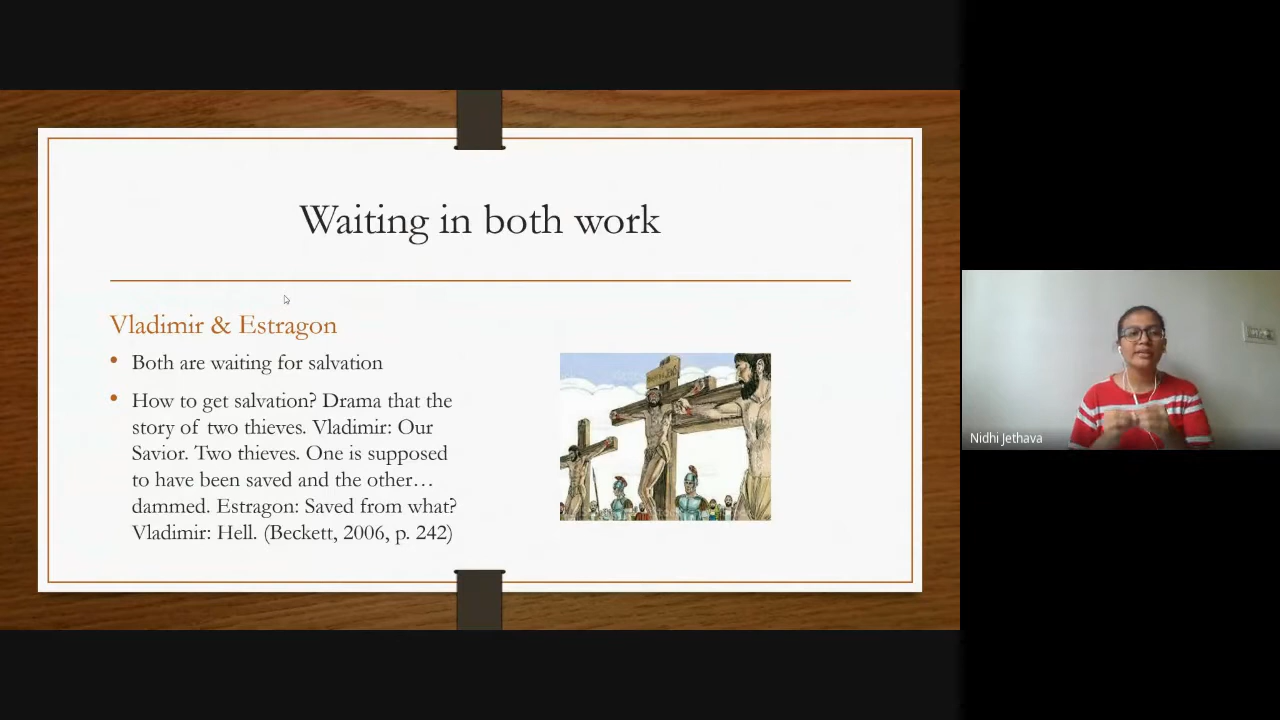 Waiting in both work
Vladimir & Estragon
• Both are waiting for salvation
• How to get salvation? Drama that the
story of two thieves. Vladimir: Our
Savior. Two thieves. One is supposed
to have been saved and the other…
dammed. Estragon: Saved from what?
Vladimir: Hell. (Beckett, 2006, p. 242)
Nidhi Jethava